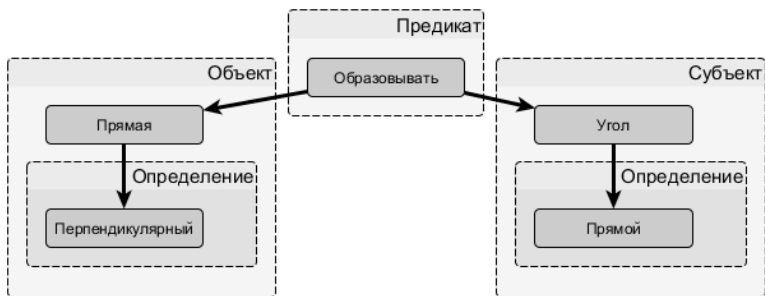 Предикат
Образовывать
Объект
Прямая
Определение
Перпендикулярный
Субъект
Угол
Определение
Прямой